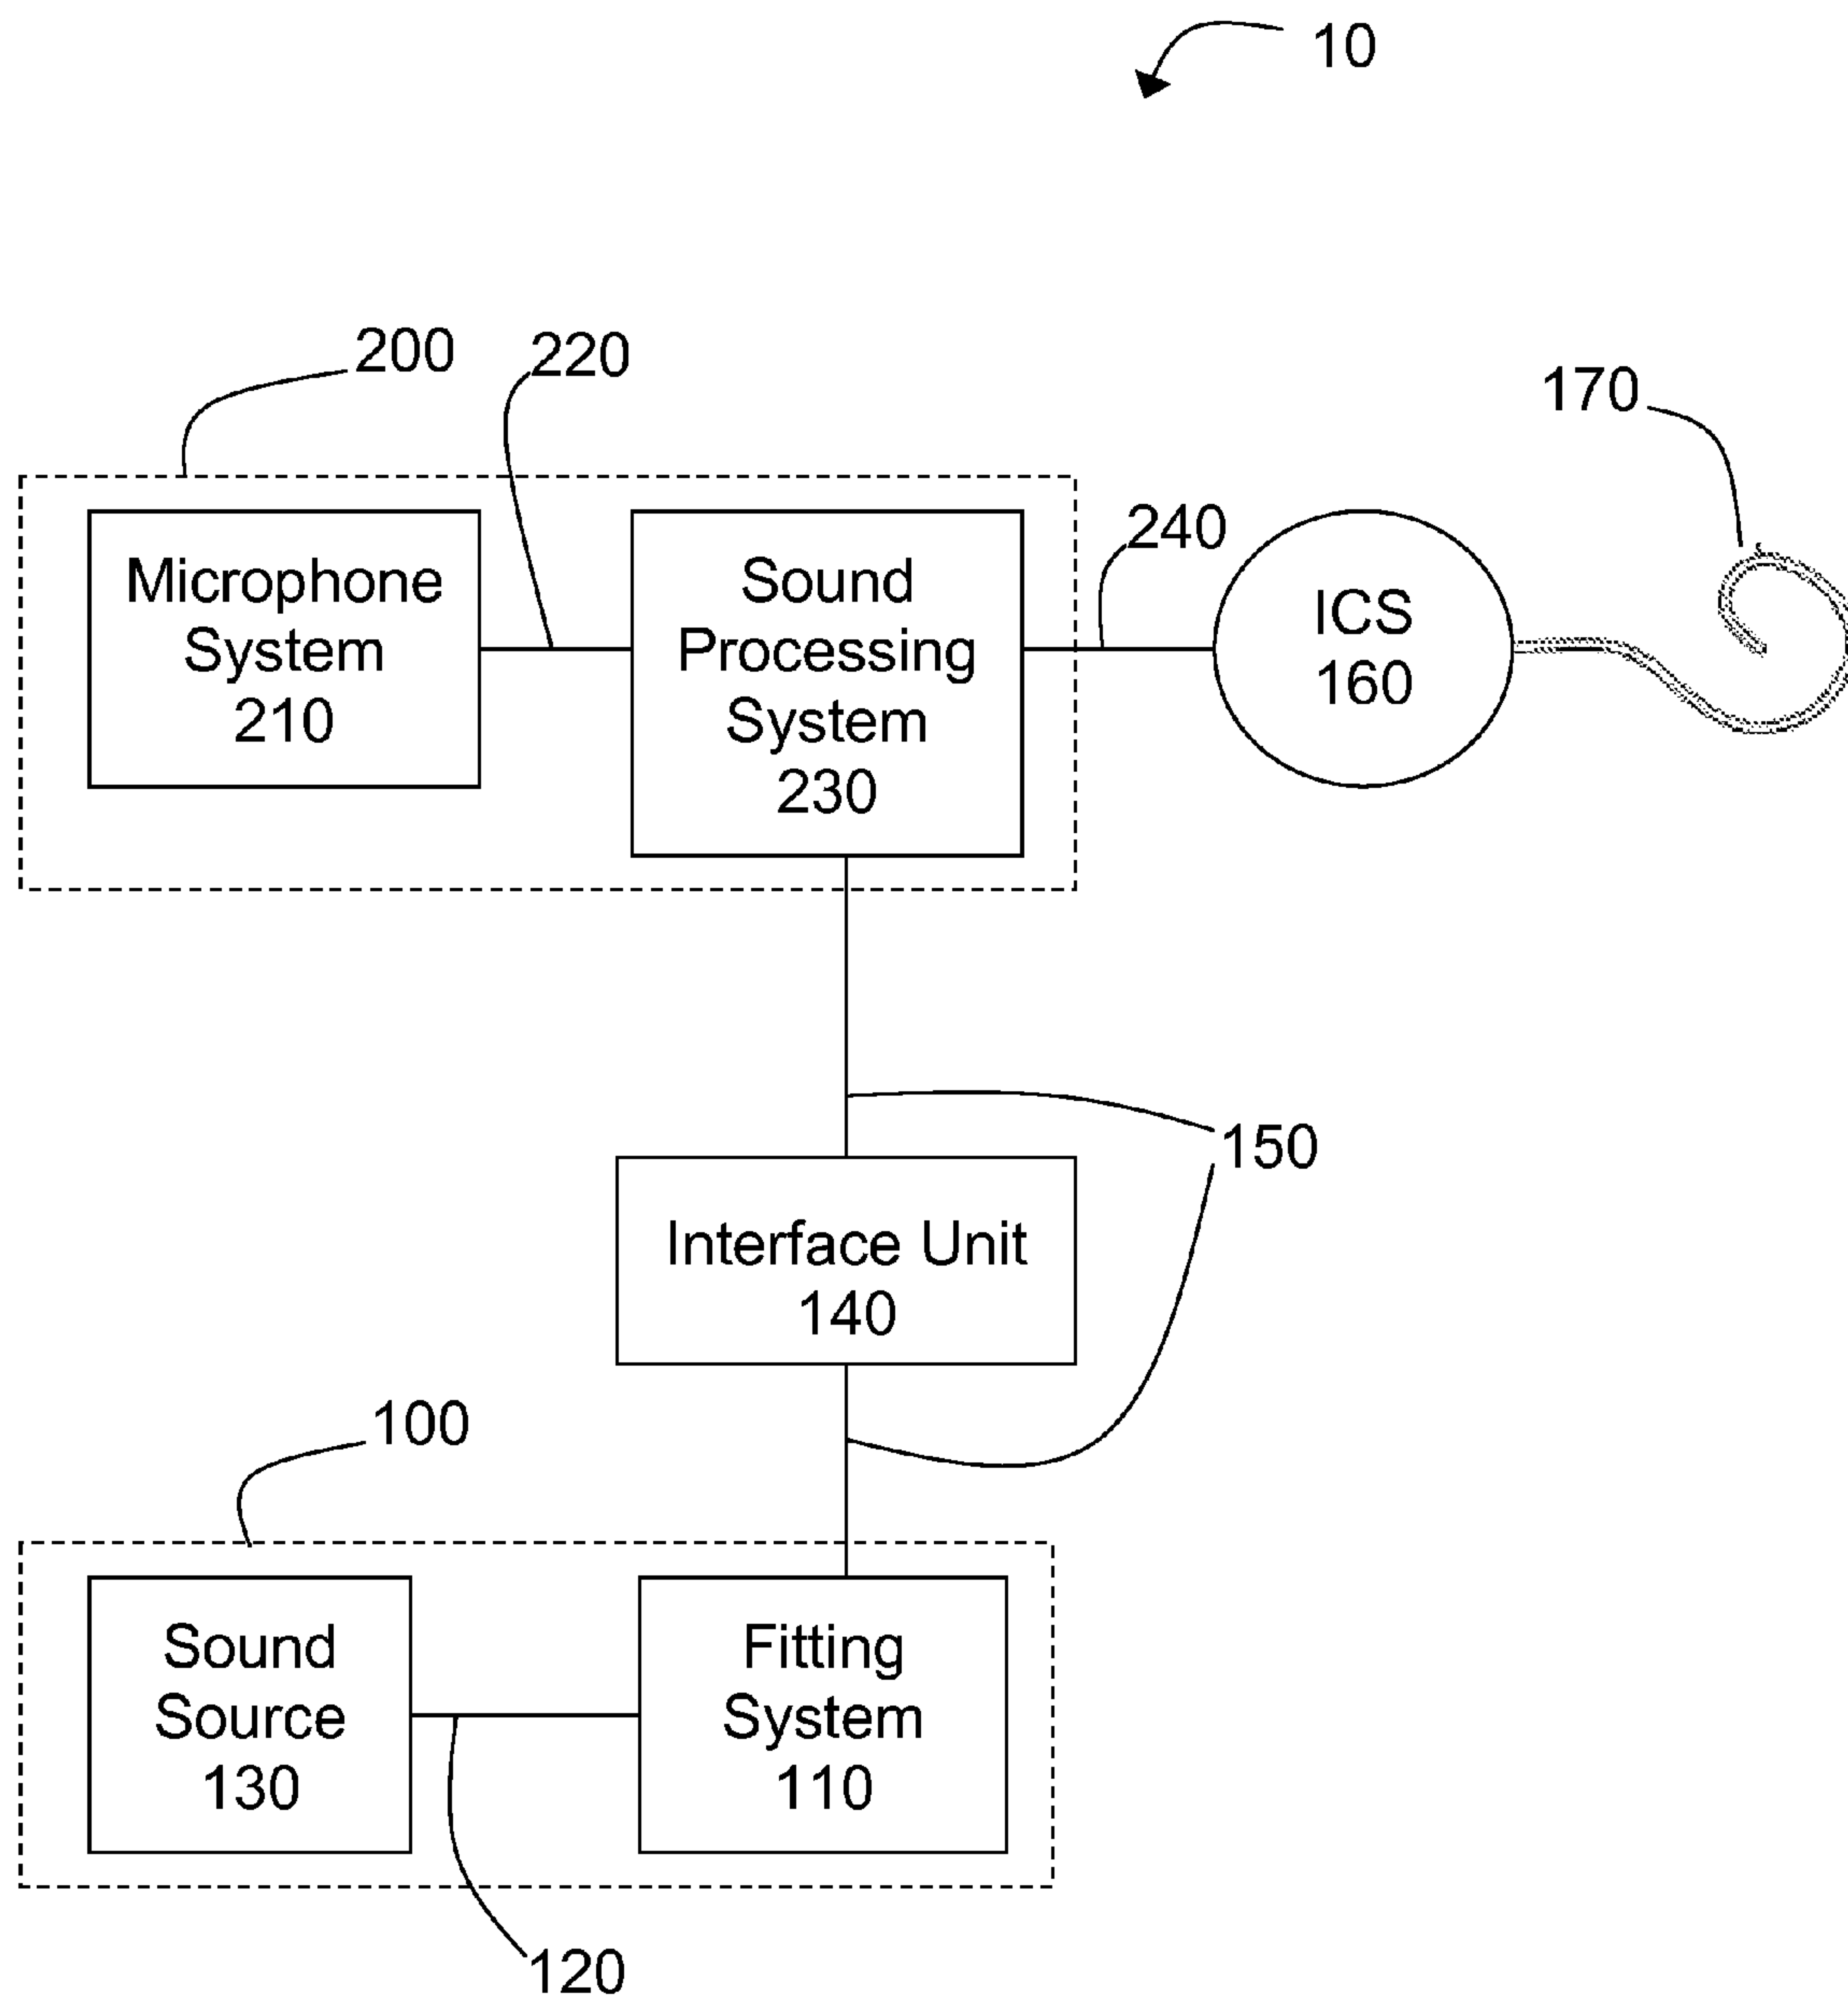 10
200
220
170
240
Microphone
System
210
Sound
Processing
System
230
ICS
160
150
Interface Unit
140
100
Sound
Source
130
Fitting
System
110
120